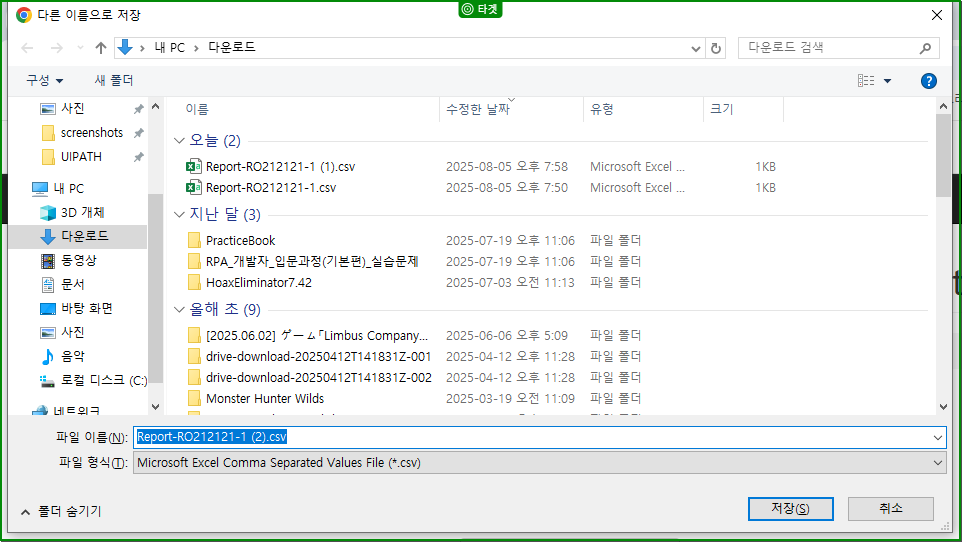 다른 이름으로 저장
타겟
내 PC
다운로드
다운로드 검색
구성
새 폴더
사진
screenshots
UIPATH
내 PC
3D 개체
다운로드
동영상
문서
바탕 화면
사진
음악
로컬 디스크 (C:)
네트워크
이름 수정한 날짜 유형 크기
오늘 (2)
Report-RO212121-1 (1).csv 2025-08-05 오후 7:58 Microsoft Excel ... 1KB
Report-RO212121-1.csv 2025-08-05 오후 7:50 Microsoft Excel ... 1KB
지난 달 (3)
PracticeBook 2025-07-19 오후 11:06 파일 폴더
RPA_개발자_입문과정(기본편)_실습문제 2025-07-19 오후 11:06 파일 폴더
HoaxEliminator7.42 2025-07-03 오전 11:13 파일 폴더
올해 초 (9)
[2025.06.02] ゲーム「Limbus Company... 2025-06-06 오후 5:09 파일 폴더
drive-download-20250412T141831Z-001 2025-04-12 오후 11:28 파일 폴더
drive-download-20250412T141831Z-002 2025-04-12 오후 11:28 파일 폴더
Monster Hunter Wilds 2025-03-19 오전 11:09 파일 폴더
파일 이름(N): Report-RO212121-1 (2).csv
파일 형식(T): Microsoft Excel Comma Separated Values File (*.csv)
폴더 숨기기
저장(S)
취소